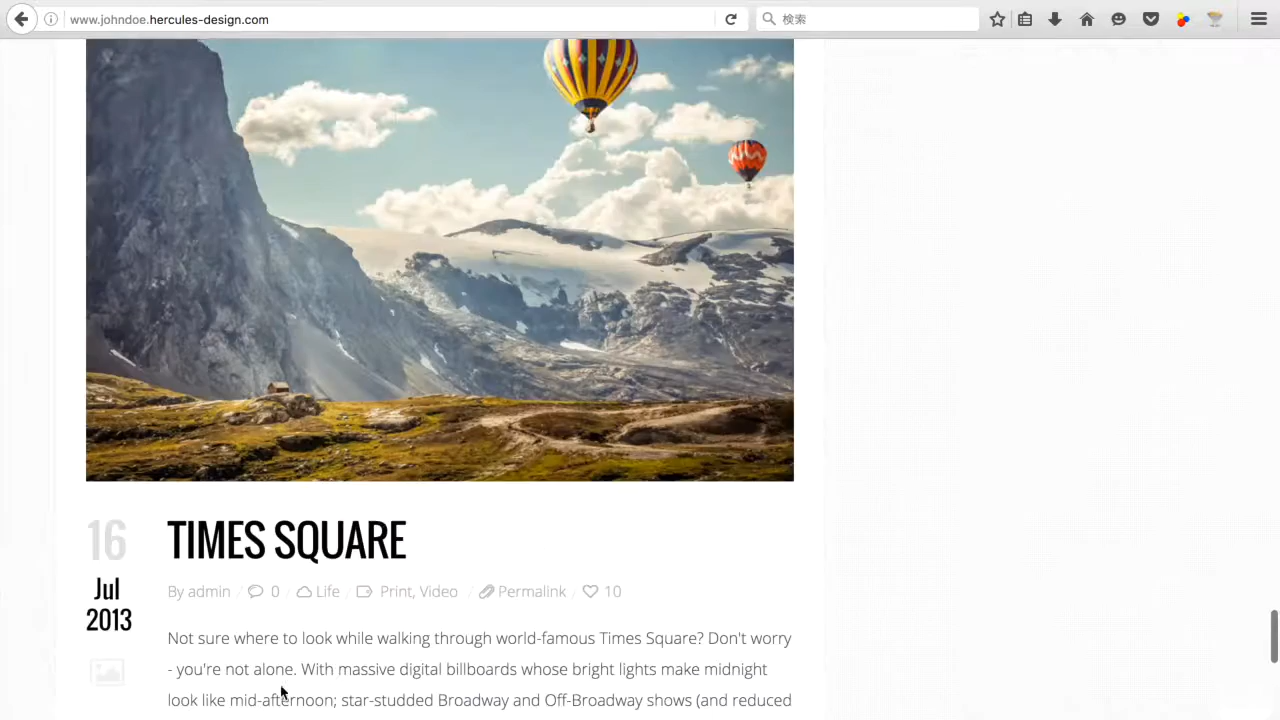 www.johndoe.hercules-design.com
検索
16
Jul
2013
TIMES SQUARE
By admin / 0 / Life / Print, Video / Permalink / 10
Not sure where to look while walking through world-famous Times Square? Don't worry
- you're not alone. With massive digital billboards whose bright lights make midnight
look like mid-afternoon; star-studded Broadway and Off-Broadway shows (and reduced